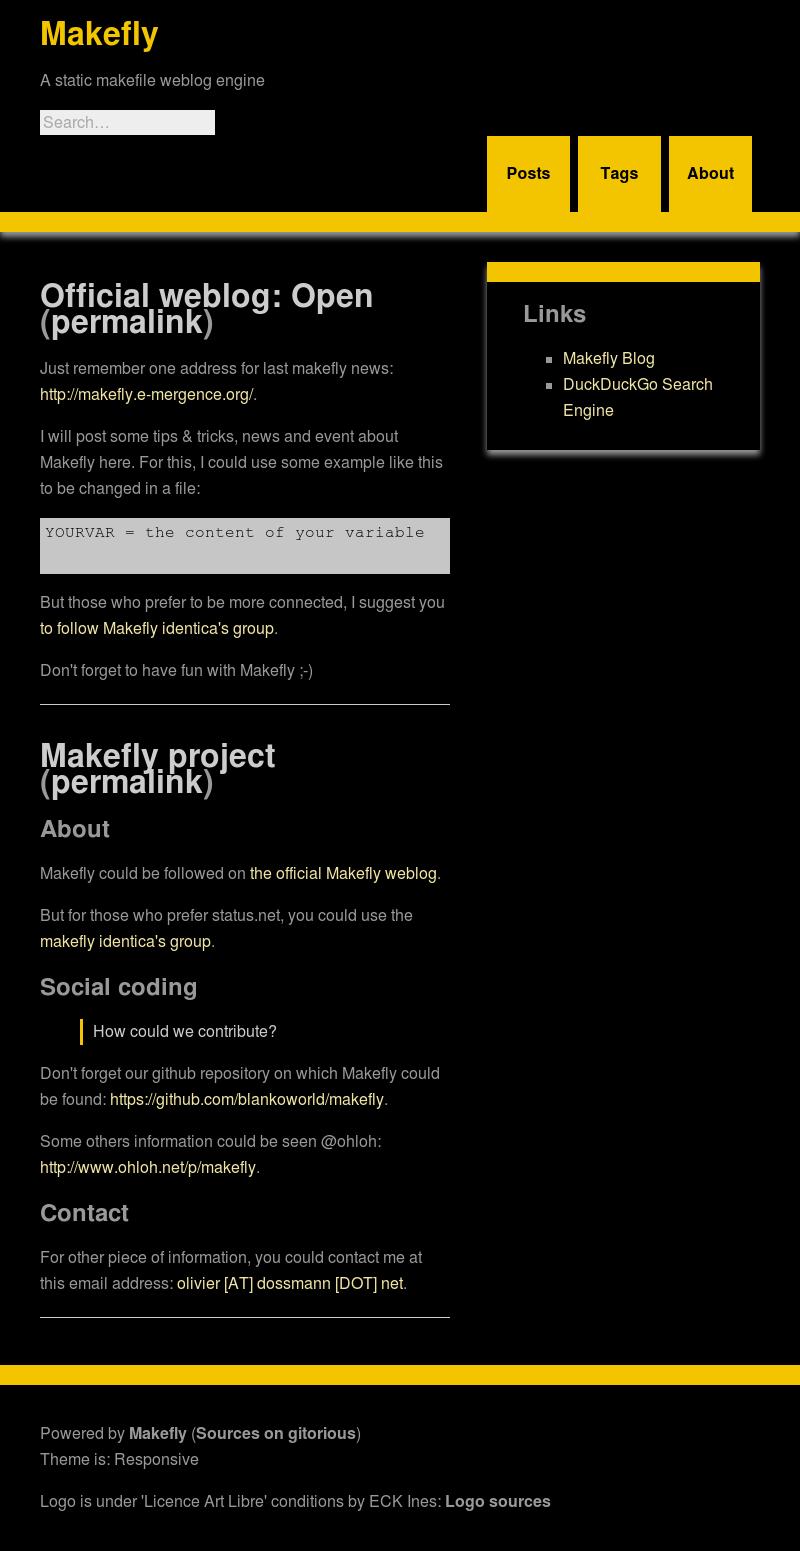 Makefly
A static makefile weblog engine
Search...
Posts
Tags
About
Official weblog: Open
(permalink)
Just remember one address for last makefly news:
http://makefly.e-mergence.org/.
I will post some tips & tricks, news and event about
Makefly here. For this, I could use some example like this
to be changed in a file:
YOURVAR = the content of your variable
But those who prefer to be more connected, I suggest you
to follow Makefly identica's group.
Don't forget to have fun with Makefly ;-)
Makefly project
(permalink)
About
Makefly could be followed on the official Makefly weblog.
But for those who prefer status.net, you could use the
makefly identica's group.
Social coding
How could we contribute?
Don't forget our github repository on which Makefly could
be found: https://github.com/blankoworld/makefly.
Some others information could be seen @ohloh:
http://www.ohloh.net/p/makefly.
Contact
For other piece of information, you could contact me at
this email address: olivier [AT] dossmann [DOT] net.
Links
Makefly Blog
DuckDuckGo Search
Engine
Powered by Makefly (Sources on gitorious)
Theme is: Responsive
Logo is under 'Licence Art Libre' conditions by ECK Ines: Logo sources